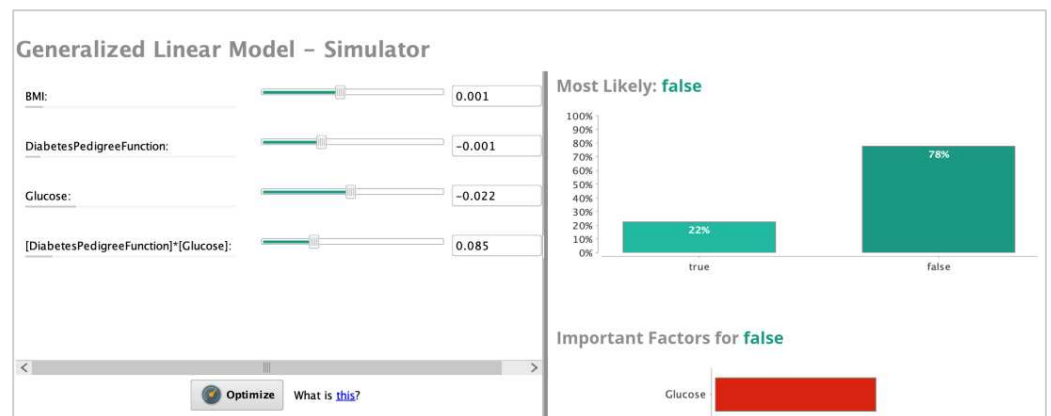 Generalized Linear Model – Simulator
BMI:
0.001
DiabetesPedigreeFunction:
-0.001
Glucose:
-0.022
[DiabetesPedigreeFunction]*[Glucose]:
0.085
Optimize
What is this?
Most Likely: false
100%
90%
80%
70%
60%
50%
40%
30%
20%
10%
0%
22%
78%
true
false
Important Factors for false
Glucose